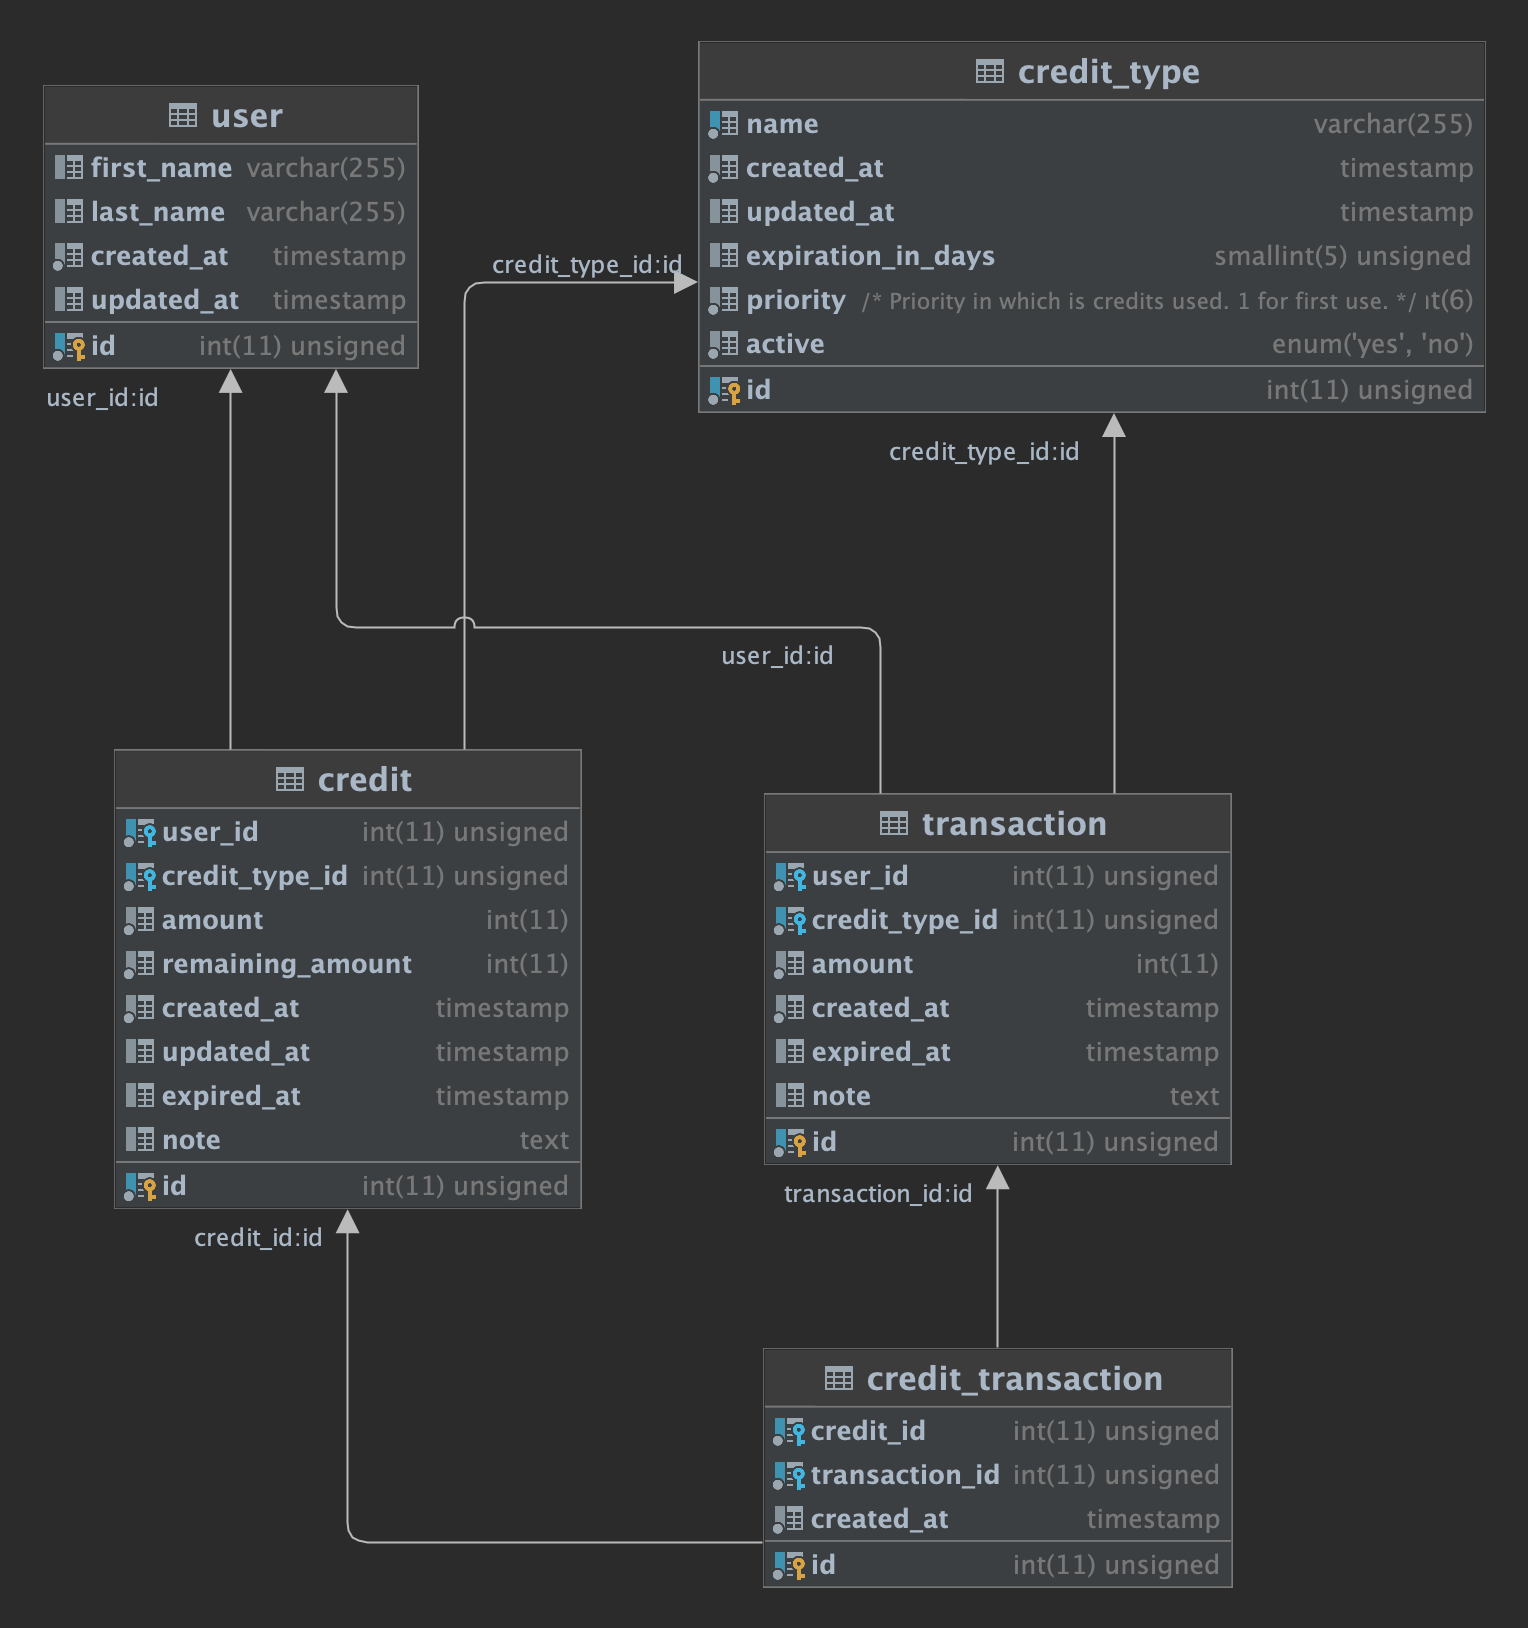 user
first_name varchar(255)
last_name varchar(255)
created_at timestamp
updated_at timestamp
id int(11) unsigned
credit_type
name varchar(255)
created_at timestamp
updated_at timestamp
expiration_in_days smallint(5) unsigned
priority /* Priority in which is credits used. 1 for first use. */ ıt(6)
active enum('yes', 'no')
id int(11) unsigned
credit_type_id:id
user_id:id
credit_type_id:id
user_id:id
credit
user_id int(11) unsigned
credit_type_id int(11) unsigned
amount int(11)
remaining_amount int(11)
created_at timestamp
updated_at timestamp
expired_at timestamp
note text
id int(11) unsigned
transaction
user_id int(11) unsigned
credit_type_id int(11) unsigned
amount int(11)
created_at timestamp
expired_at timestamp
note text
id int(11) unsigned
transaction_id:id
credit_id:id
credit_transaction
credit_id int(11) unsigned
transaction_id int(11) unsigned
created_at timestamp
id int(11) unsigned